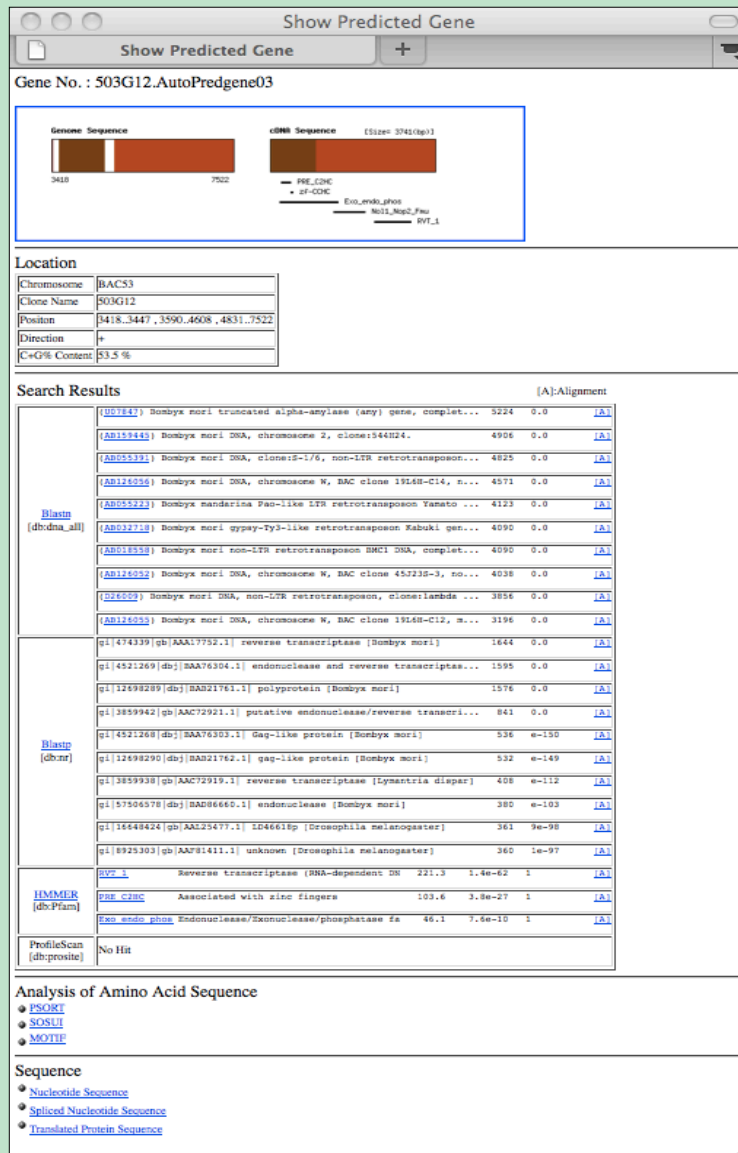 Show Predicted Gene
Show Predicted Gene +
Gene No. : 503G12.AutoPredgene03
Genome Sequence
3418 7522
cDNA Sequence [Size= 3741(bp)]
PRE_C2HC
zf-CCHC
Exo_endo_phos
Nol1_Nop2_Fmu
RVT_1
Location
Chromosome BAC53
Clone Name 503G12
Positon 3418..3447 , 3590..4608 , 4831..7522
Direction +
C+G% Content 53.5 %
Search Results [A]:Alignment
Blastn
[db:dna_all]
(U07847) Bombyx mori truncated alpha-amylase (amy) gene, complet... 5224 0.0 [A]
(AB159445) Bombyx mori DNA, chromosome 2, clone:544H24. 4906 0.0 [A]
(AB055391) Bombyx mori DNA, clone:S-1/6, non-LTR retrotransposon... 4825 0.0 [A]
(AB126056) Bombyx mori DNA, chromosome W, BAC clone 19L6H-C14, n... 4571 0.0 [A]
(AB055223) Bombyx mandarina Pao-like LTR retrotransposon Yamato ... 4123 0.0 [A]
(AB032718) Bombyx mori gypsy-Ty3-like retrotransposon Kabuki gen... 4090 0.0 [A]
(AB018558) Bombyx mori non-LTR retrotransposon BMC1 DNA, complet... 4090 0.0 [A]
(AB126052) Bombyx mori DNA, chromosome W, BAC clone 45J23S-3, no... 4038 0.0 [A]
(D26009) Bombyx mori DNA, non-LTR retrotransposon, clone:lambda ... 3856 0.0 [A]
(AB126055) Bombyx mori DNA, chromosome W, BAC clone 19L6H-C12, m... 3196 0.0 [A]
Blastp
[db:nr]
gi|474339|gb|AAA17752.1| reverse transcriptase [Bombyx mori] 1644 0.0 [A]
gi|4521269|dbj|BAA76304.1| endonuclease and reverse transcriptas... 1595 0.0 [A]
gi|12698289|dbj|BAB21761.1| polyprotein [Bombyx mori] 1576 0.0 [A]
gi|3859942|gb|AAC72921.1| putative endonuclease/reverse transcri... 841 0.0 [A]
gi|4521268|dbj|BAA76303.1| Gag-like protein [Bombyx mori] 536 e-150 [A]
gi|12698290|dbj|BAB21762.1| gag-like protein [Bombyx mori] 532 e-149 [A]
gi|3859938|gb|AAC72919.1| reverse transcriptase [Lymantria dispar] 408 e-112 [A]
gi|57506578|dbj|BAD86660.1| endonuclease [Bombyx mori] 380 e-103 [A]
gi|16648424|gb|AAL25477.1| LD46618p [Drosophila melanogaster] 361 9e-98 [A]
gi|8925303|gb|AAF81411.1| unknown [Drosophila melanogaster] 360 1e-97 [A]
HMMER
[db:Pfam]
RVT_1 Reverse transcriptase (RNA-dependent DN 221.3 1.4e-62 1 [A]
PRE_C2HC Associated with zinc fingers 103.6 3.8e-27 1 [A]
Exo_endo_phos Endonuclease/Exonuclease/phosphatase fa 46.1 7.6e-10 1 [A]
ProfileScan
[db:prosite]
No Hit
Analysis of Amino Acid Sequence
PSORT
SOSUI
MOTIF
Sequence
Nucleotide Sequence
Spliced Nucleotide Sequence
Translated Protein Sequence